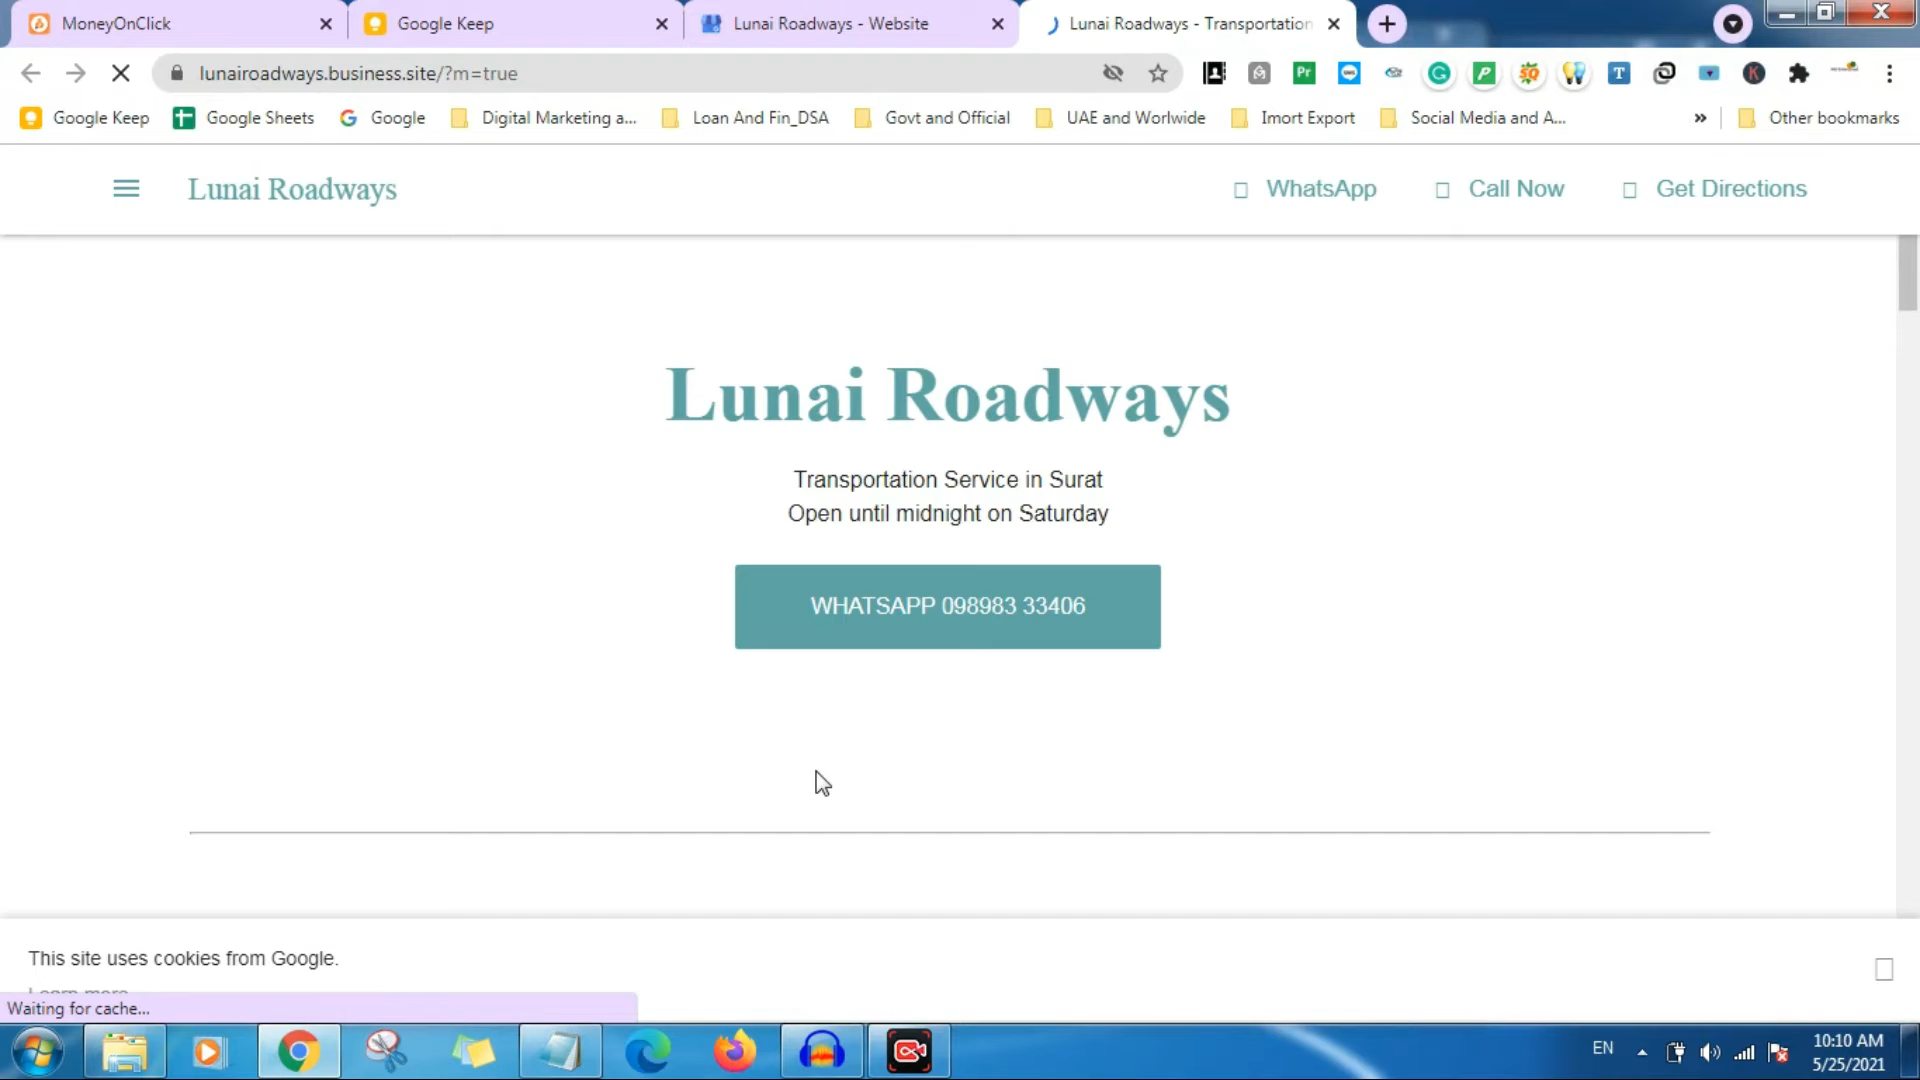 MoneyOnClick
Google Keep
Lunai Roadways - Website
Lunai Roadways - Transportation
lunairoadways.business.site/?m=true
Google Keep
Google Sheets
Google
Digital Marketing a...
Loan And Fin_DSA
Govt and Official
UAE and Worlwide
Imort Export
Social Media and A...
»
Other bookmarks
Lunai Roadways
WhatsApp
Call Now
Get Directions
Lunai Roadways
Transportation Service in Surat
Open until midnight on Saturday
WHATSAPP 098983 33406
This site uses cookies from Google.
Learn more
Waiting for cache...
EN
10:10 AM
5/25/2021